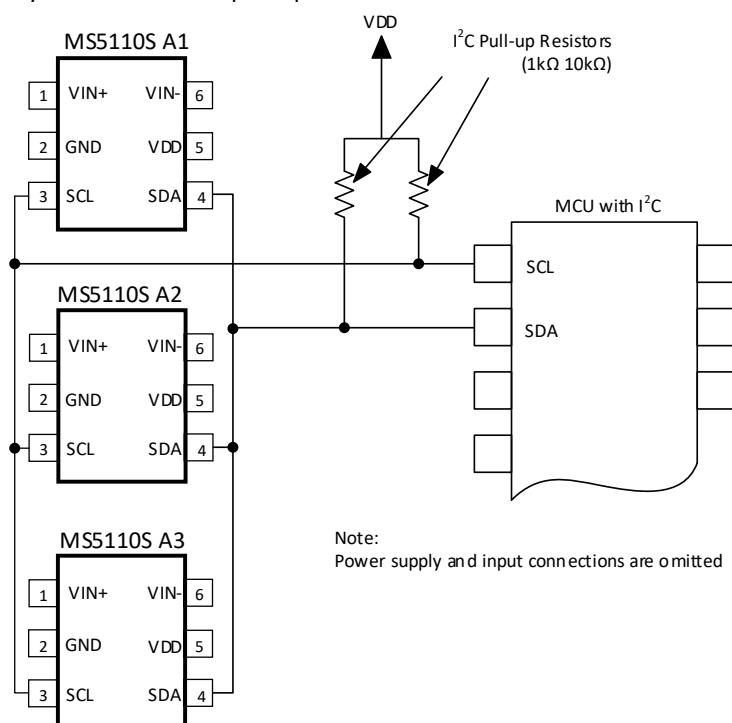 MS5110S A1
1 VIN+ VIN- 6
2 GND VDD 5
3 SCL SDA 4
VDD
I²C Pull-up Resistors
(1kΩ 10kΩ)
MCU with I²C
SCL
SDA
MS5110S A2
1 VIN+ VIN- 6
2 GND VDD 5
3 SCL SDA 4
Note:
Power supply and input connections are omitted
MS5110S A3
1 VIN+ VIN- 6
2 GND VDD 5
3 SCL SDA 4